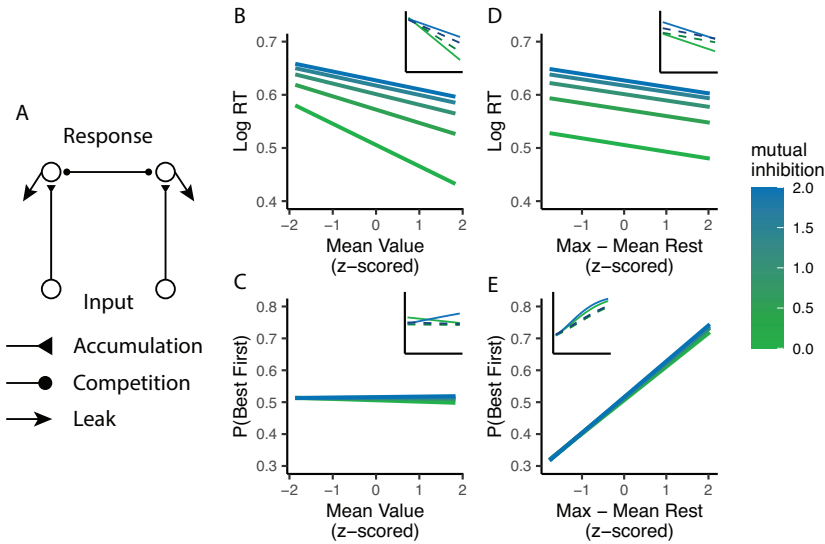 A
Response
Input
Accumulation
Competition
Leak
B
0.7
0.6
0.5
0.4
Log RT
−2
−1
0
1
2
Mean Value
(z−scored)
D
0.7
0.6
0.5
0.4
Log RT
−1
0
1
2
Max − Mean Rest
(z−scored)
C
0.8
0.7
0.6
0.5
0.4
0.3
P(Best First)
−2
−1
0
1
2
Mean Value
(z−scored)
E
0.8
0.7
0.6
0.5
0.4
0.3
P(Best First)
−1
0
1
2
Max − Mean Rest
(z−scored)
mutual
inhibition
2.0
1.5
1.0
0.5
0.0